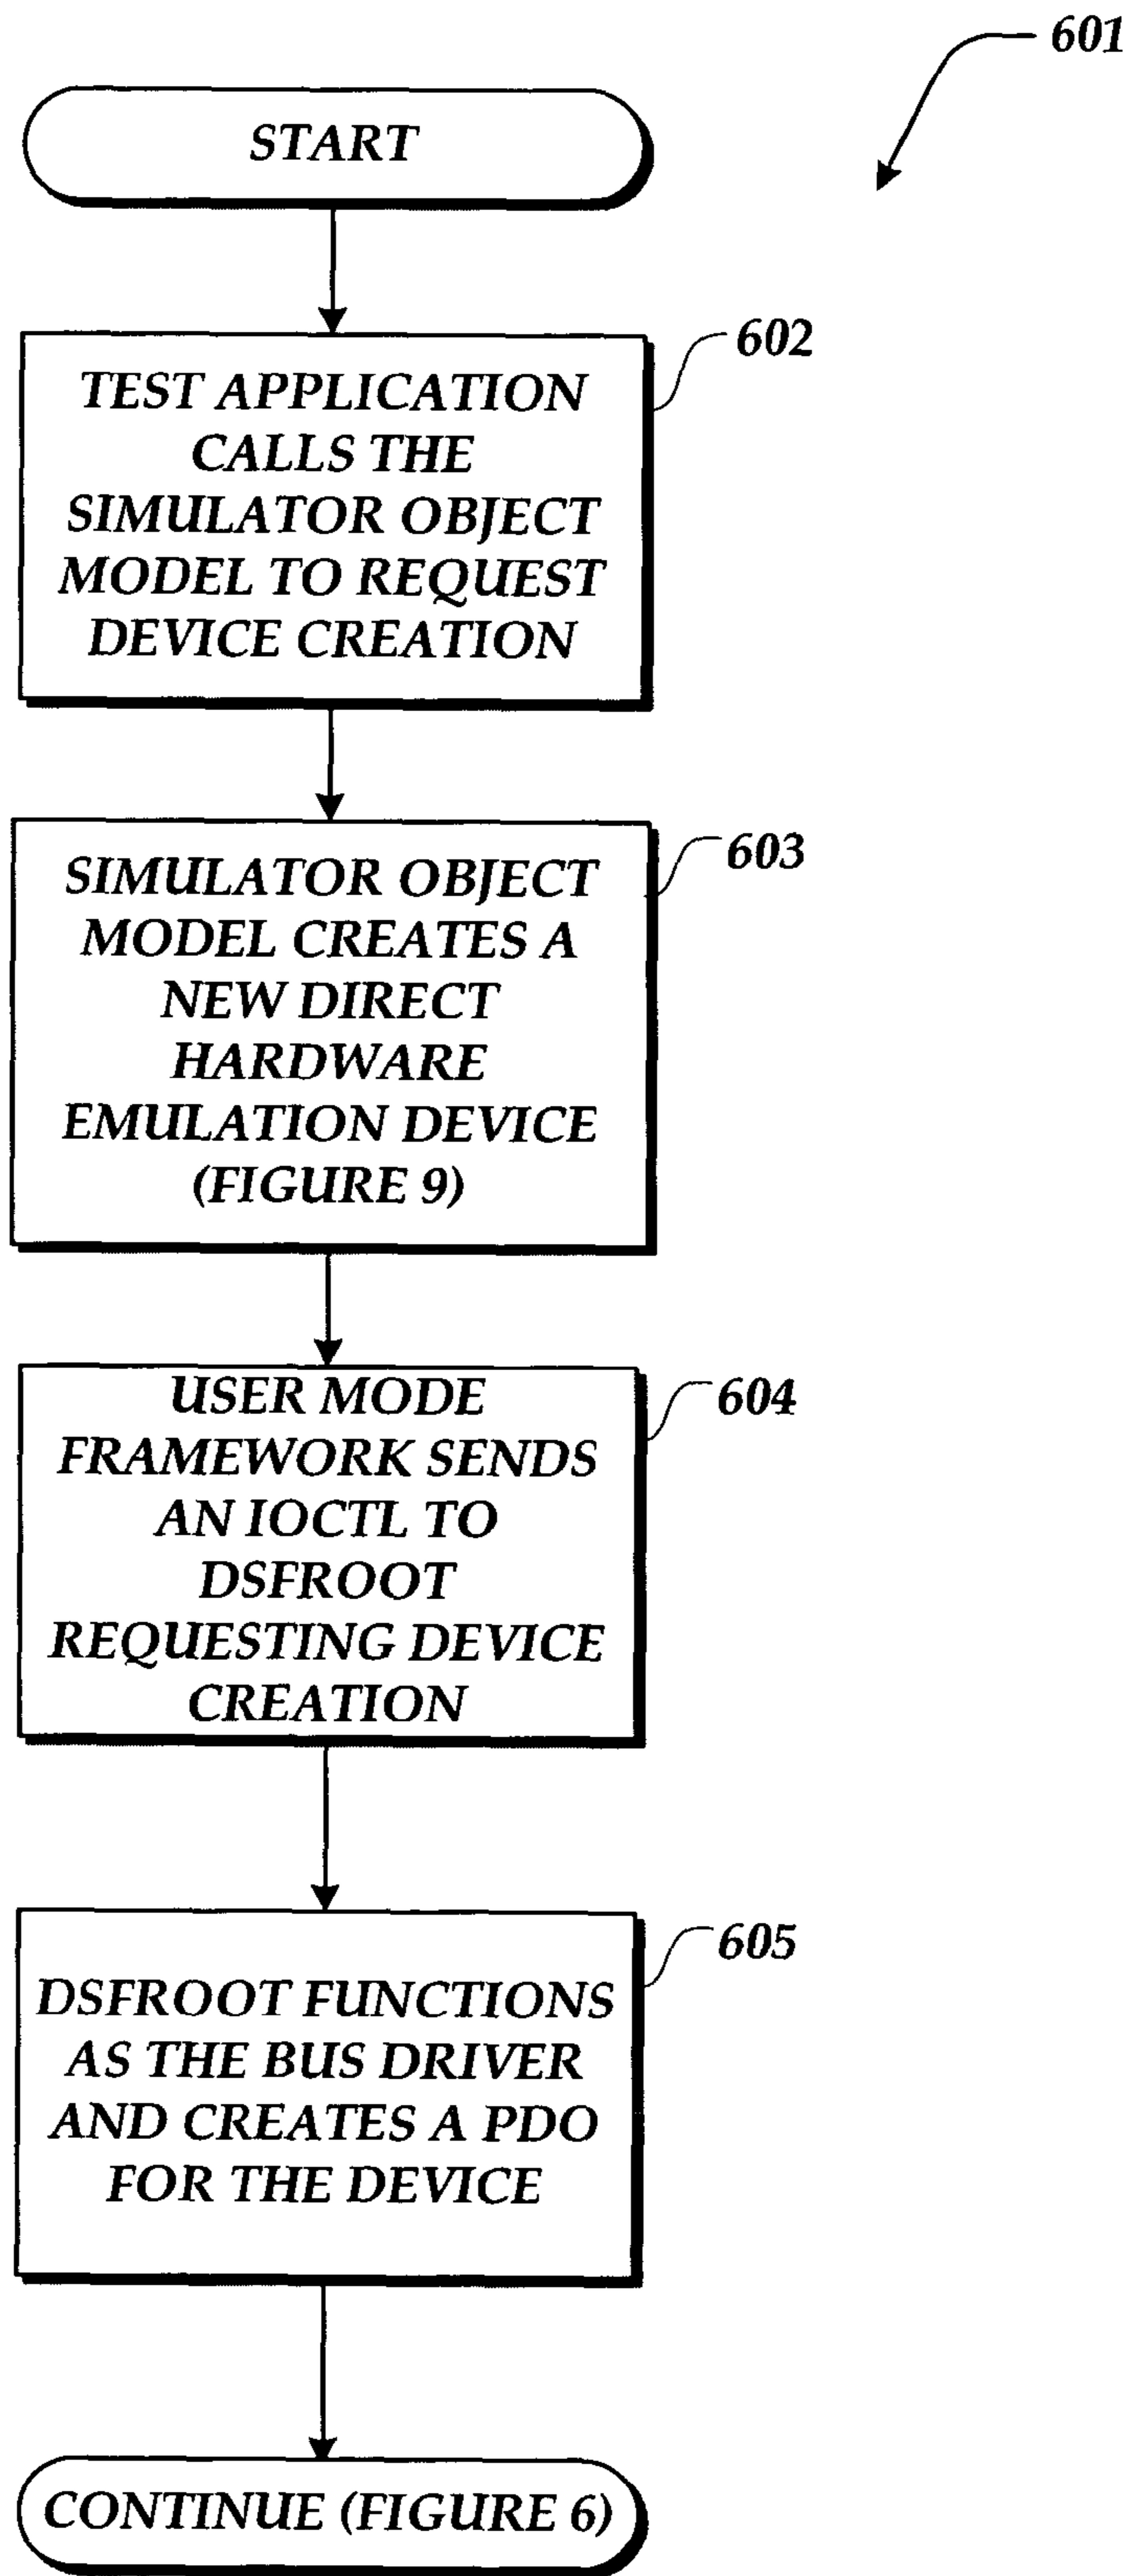 601
START
602
TEST APPLICATION
CALLS THE
SIMULATOR OBJECT
MODEL TO REQUEST
DEVICE CREATION
603
SIMULATOR OBJECT
MODEL CREATES A
NEW DIRECT
HARDWARE
EMULATION DEVICE
(FIGURE 9)
604
USER MODE
FRAMEWORK SENDS
AN IOCTL TO
DSFROOT
REQUESTING DEVICE
CREATION
605
DSFROOT FUNCTIONS
AS THE BUS DRIVER
AND CREATES A PDO
FOR THE DEVICE
CONTINUE (FIGURE 6)